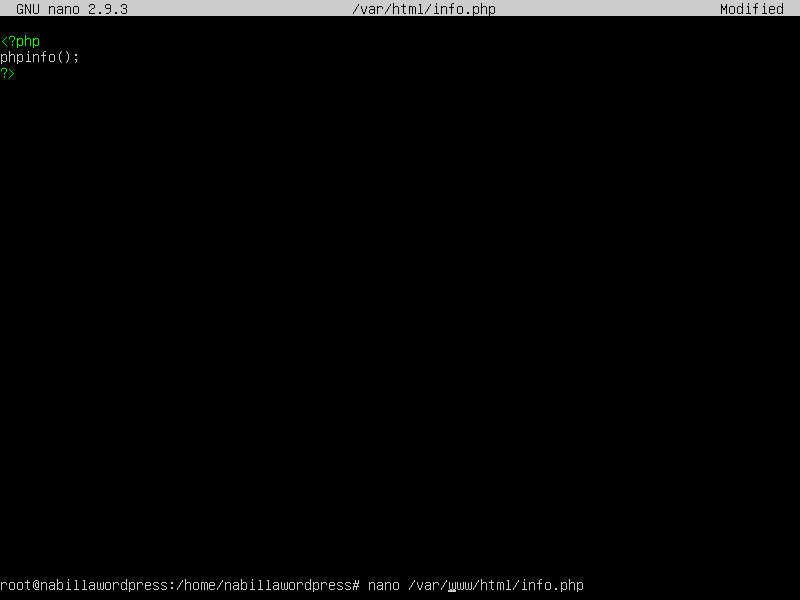 GNU nano 2.9.3 /var/html/info.php Modified
<?php
phpinfo();
?>
root@nabillawordpress:/home/nabillawordpress# nano /var/www/html/info.php